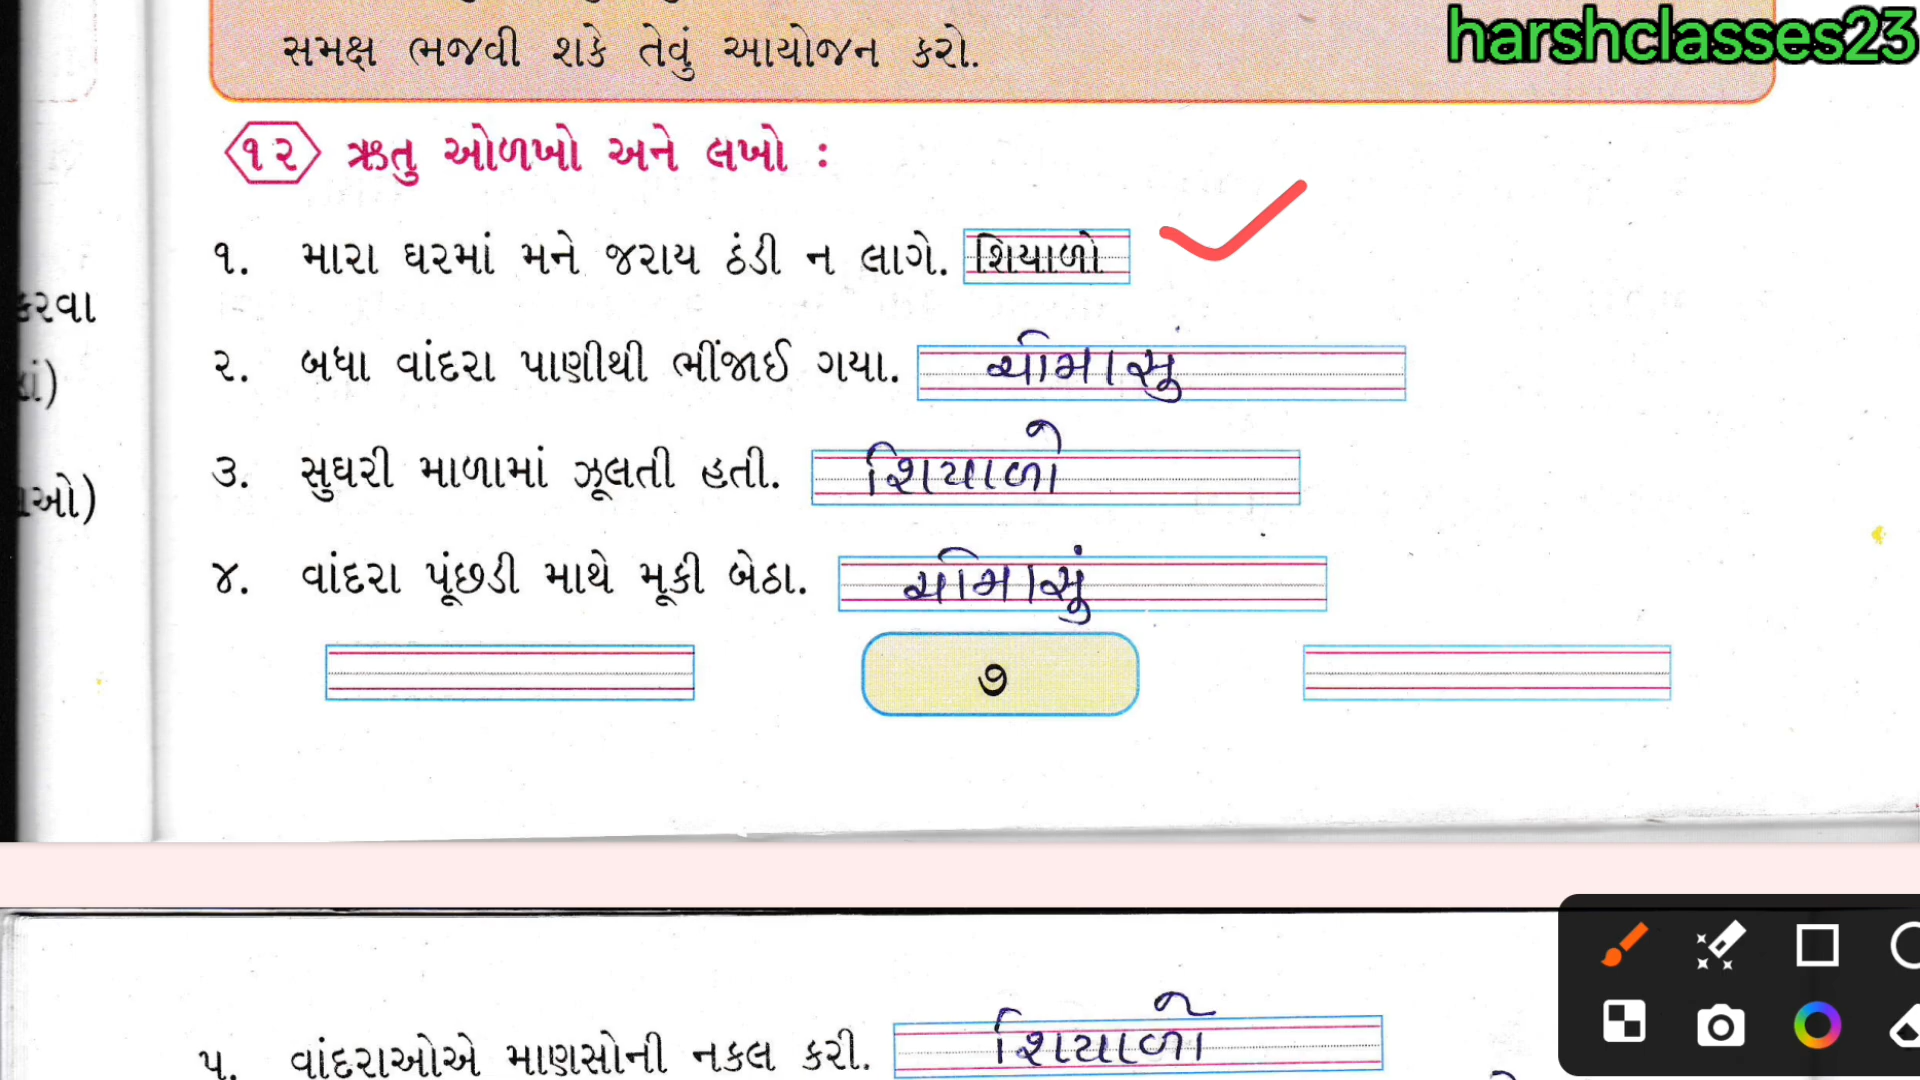 harshclasses23
સમક્ષ ભજવી શકે તેવું આયોજન કરો.
૧૨ ઋતુ ઓળખો અને લખો :
૧. મારા ઘરમાં મને જરાય ઠંડી ન લાગે. શિયાળો
કરવા
૨. બધા વાંદરા પાણીથી ભીંજાઈ ગયા. ચોમાસું
૩. સુઘરી માળામાં ઝૂલતી હતી. શિયાળો
૪. વાંદરા પૂંછડી માથે મૂકી બેઠા. ચોમાસું
૭
૫. વાંદરાઓએ માણસોની નકલ કરી. શિયાળો